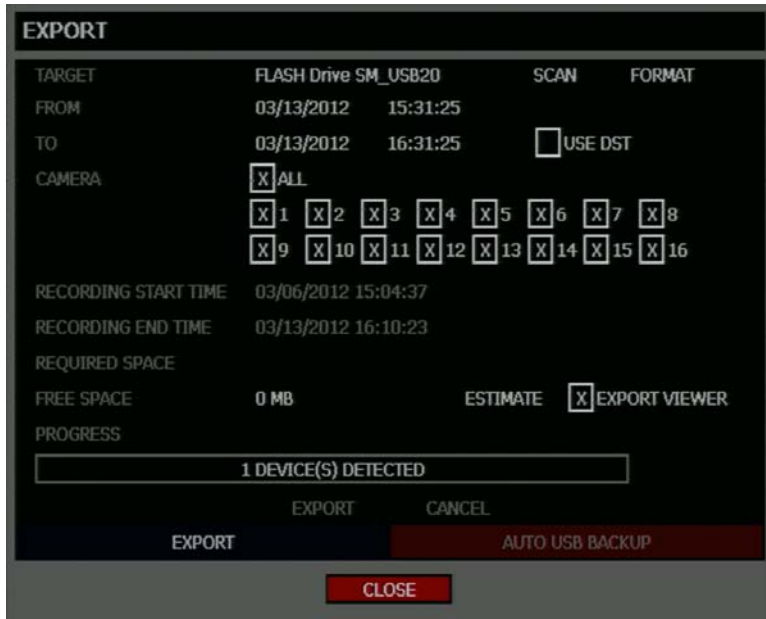 EXPORT
TARGET FLASH Drive SM_USB20 SCAN FORMAT
FROM 03/13/2012 15:31:25
TO 03/13/2012 16:31:25 USE DST
CAMERA X ALL
X 1 X 2 X 3 X 4 X 5 X 6 X 7 X 8
X 9 X 10 X 11 X 12 X 13 X 14 X 15 X 16
RECORDING START TIME 03/06/2012 15:04:37
RECORDING END TIME 03/13/2012 16:10:23
REQUIRED SPACE
FREE SPACE 0 MB ESTIMATE X EXPORT VIEWER
PROGRESS
1 DEVICE(S) DETECTED
EXPORT CANCEL
EXPORT AUTO USB BACKUP
CLOSE